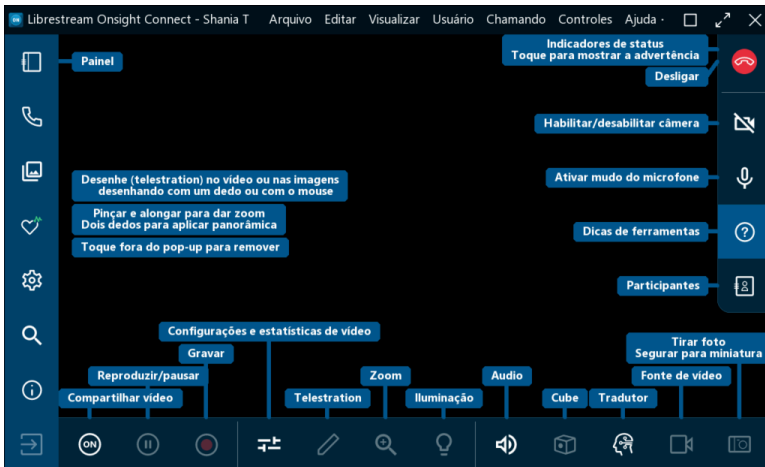 Librestream Onsight Connect - Shania T Arquivo Editar Visualizar Usuário Chamando Controles Ajuda
Indicadores de status
Toque para mostrar a advertência
Painel
Desligar
Habilitar/desabilitar câmera
Desenhe (telestration) no vídeo ou nas imagens
desenhando com um dedo ou com o mouse
Ativar mudo do microfone
Pinçar e alongar para dar zoom
Dois dedos para aplicar panorâmica
Dicas de ferramentas
Toque fora do pop-up para remover
Participantes
Configurações e estatísticas de vídeo
Tirar foto
Segurar para miniatura
Gravar
Reproduzir/pausar
Zoom
Audio
Fonte de vídeo
Compartilhar vídeo
Telestration
Iluminação
Cube
Tradutor
ON